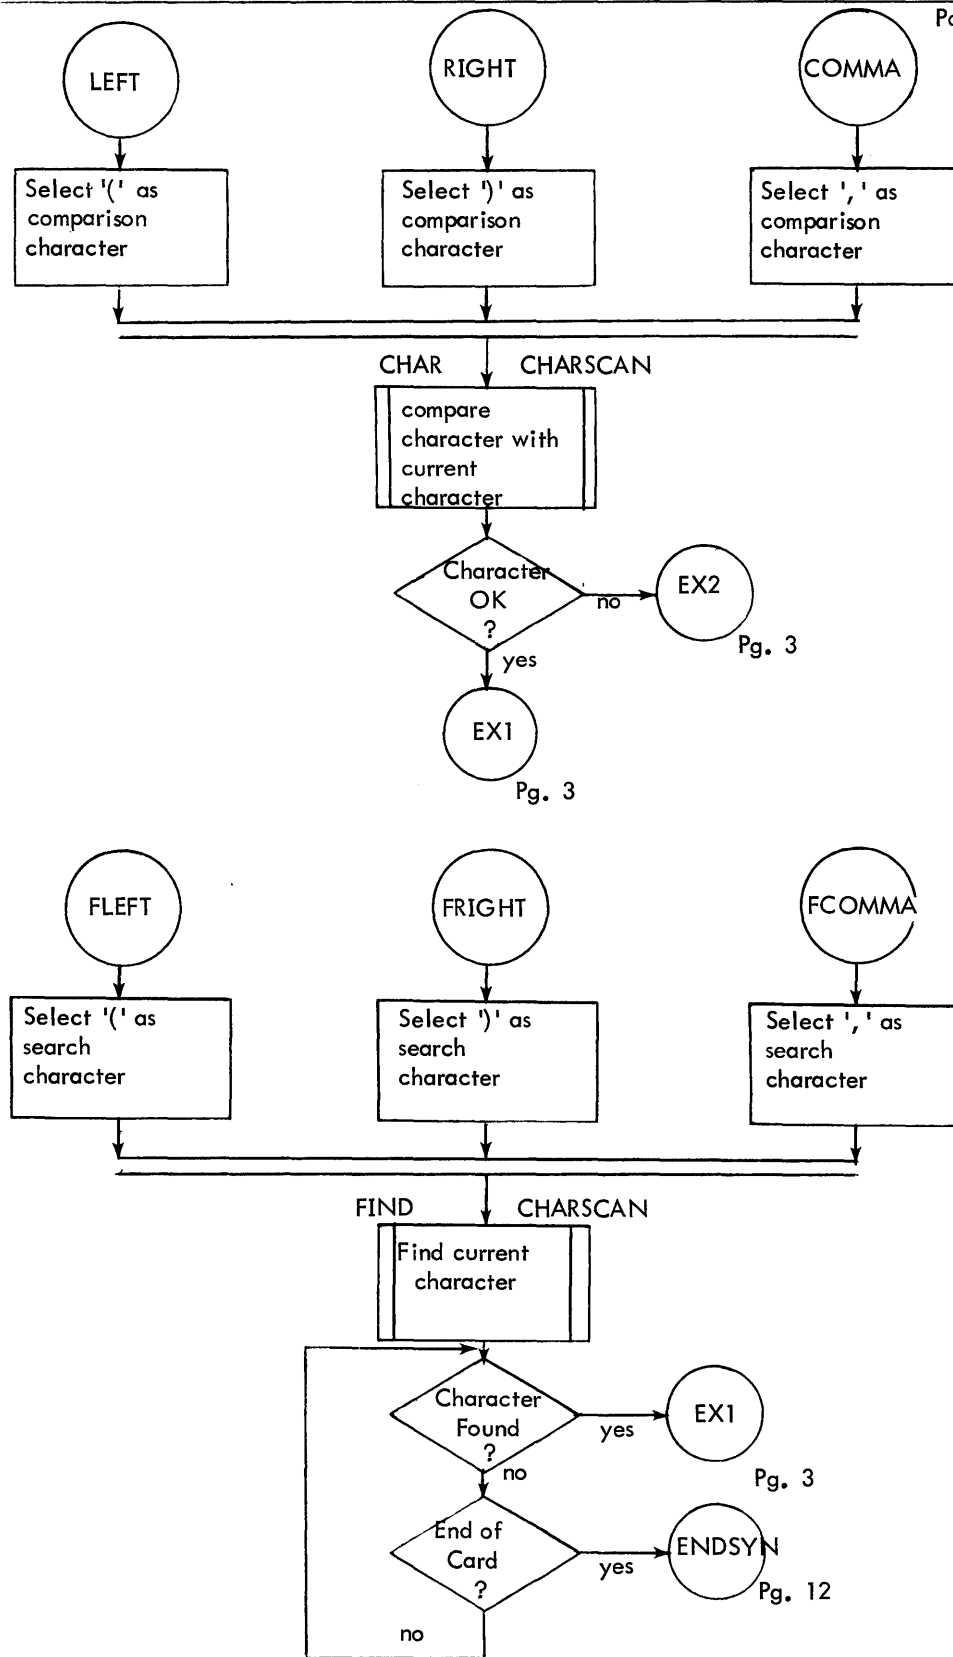 LEFT
RIGHT
COMMA
Select '(' as
comparison
character
Select ')' as
comparison
character
Select ',' as
comparison
character
CHAR
CHARSCAN
compare
character with
current
character
Character
OK
?
no
EX2
Pg. 3
yes
EX1
Pg. 3
FLEFT
FRIGHT
FCOMMA
Select '(' as
search
character
Select ')' as
search
character
Select ',' as
search
character
FIND
CHARSCAN
Find current
character
Character
Found
?
yes
EX1
Pg. 3
no
End of
Card
?
yes
ENDSYN
Pg. 12
no